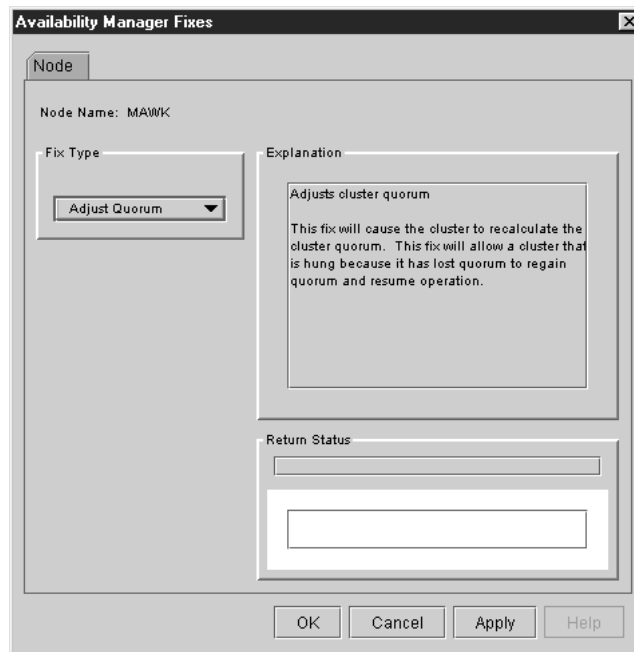 Availability Manager Fixes
Node
Node Name: MAWK
Fix Type
Adjust Quorum
Explanation
Adjusts cluster quorum
This fix will cause the cluster to recalculate the
cluster quorum. This fix will allow a cluster that
is hung because it has lost quorum to regain
quorum and resume operation.
Return Status
OK
Cancel
Apply
Help